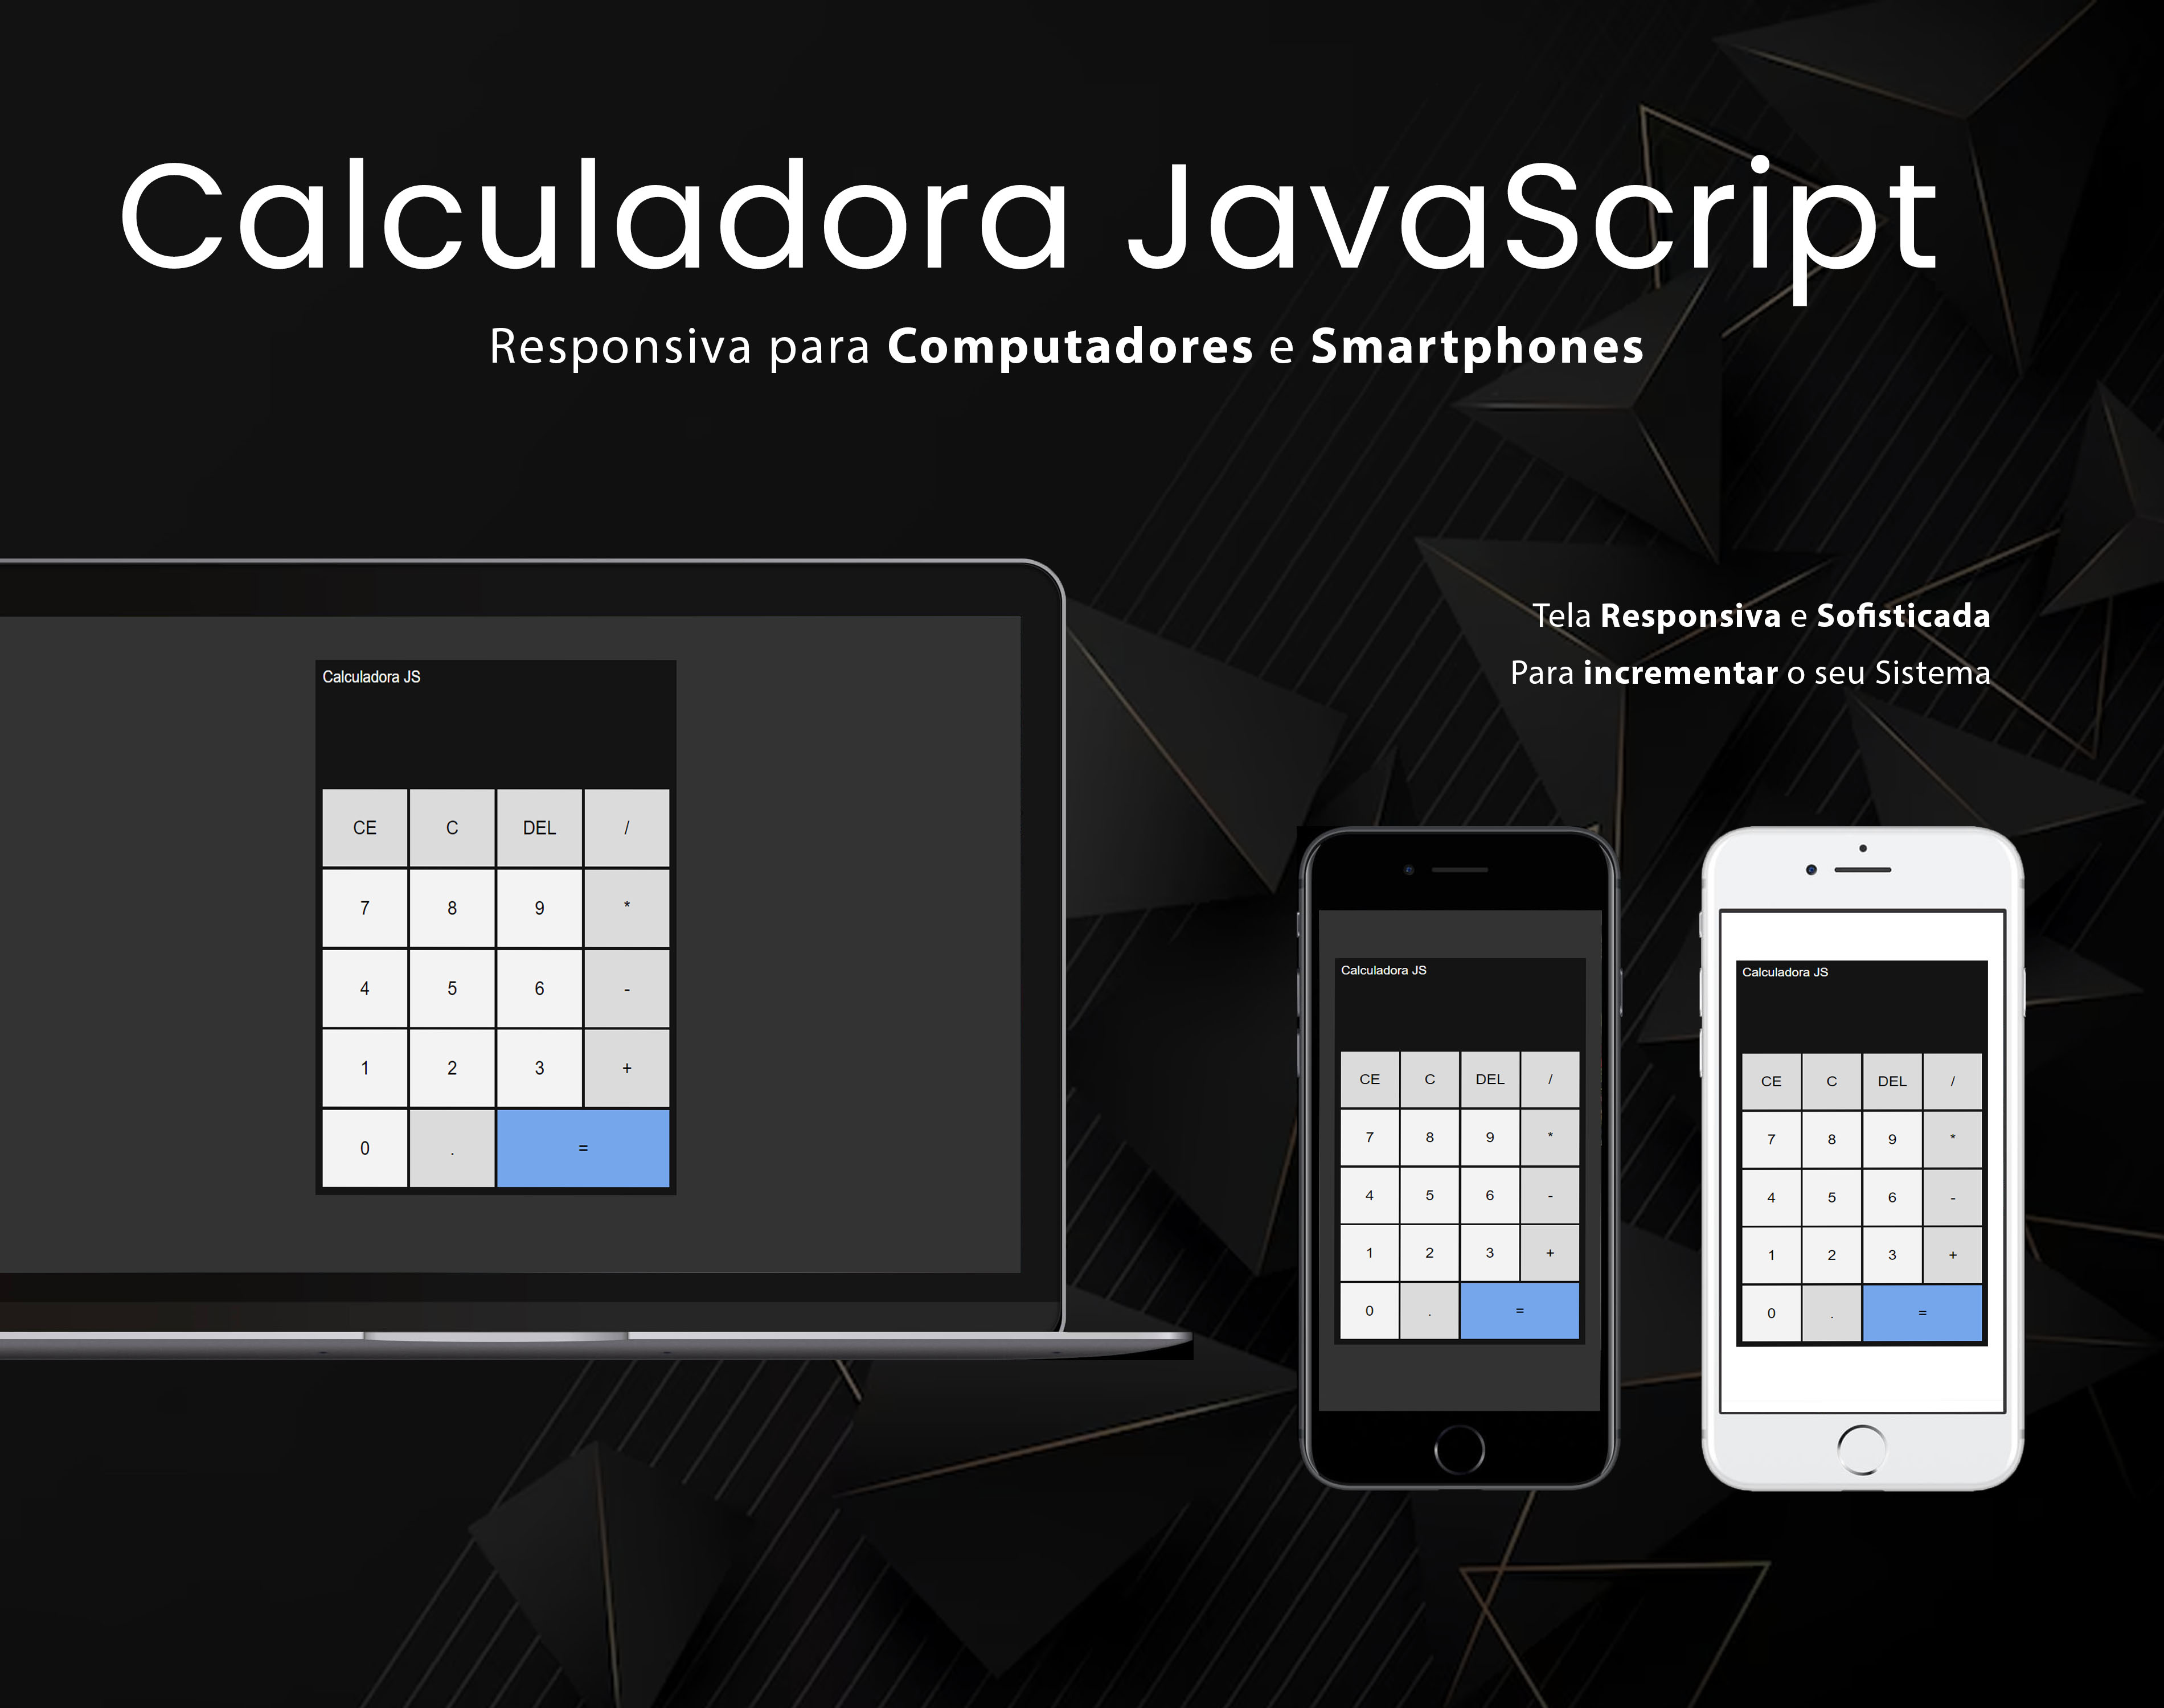 Calculadora JavaScript
Responsiva para Computadores e Smartphones
Tela Responsiva e Sofisticada
Para incrementar o seu Sistema
Calculadora JS
CE C DEL /
7 8 9 *
4 5 6 -
1 2 3 +
0 . =
Calculadora JS
CE C DEL /
7 8 9 *
4 5 6 -
1 2 3 +
0 . =
Calculadora JS
CE C DEL /
7 8 9 *
4 5 6 -
1 2 3 +
0 . =